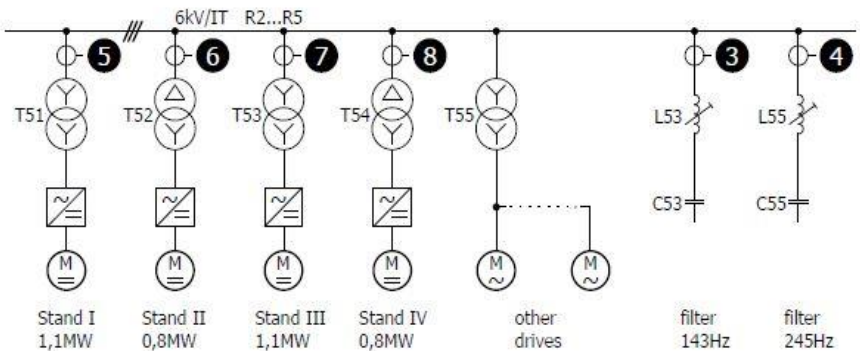 6kV/IT R2...R5
5 6 7 8 3 4
T51 T52 T53 T54 T55 L53 L55
C53 C55
M M M M M M
Stand I Stand II Stand III Stand IV other filter filter
1,1MW 0,8MW 1,1MW 0,8MW drives 143Hz 245Hz